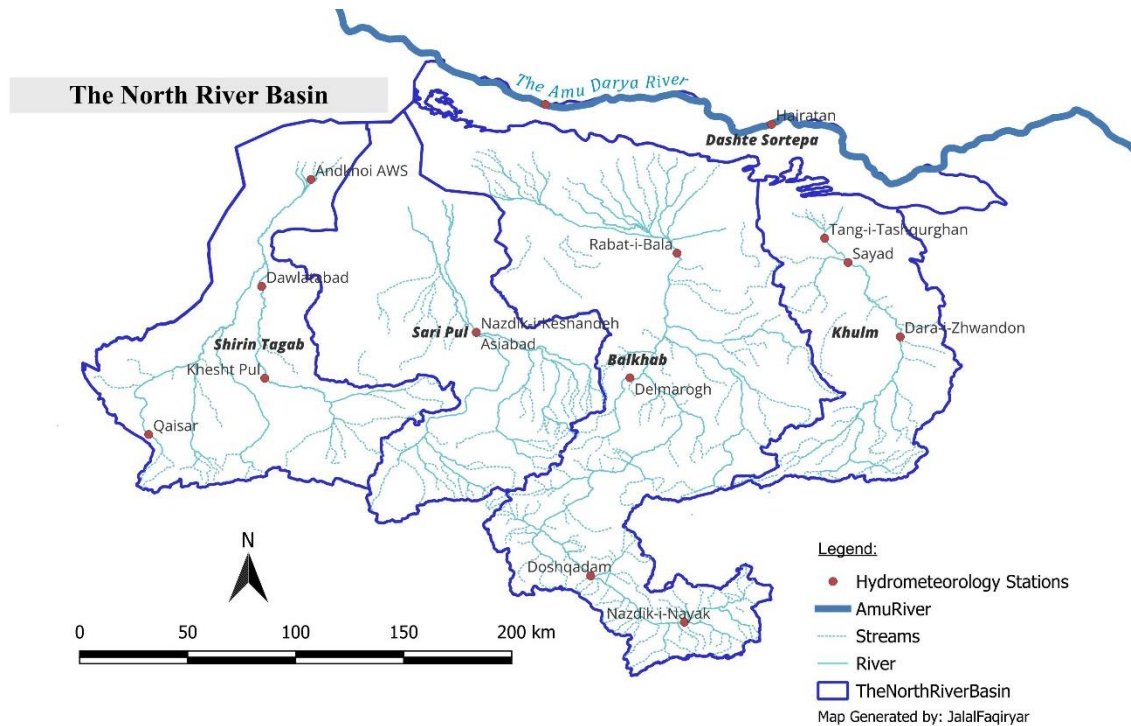 The North River Basin
The Amu Darya River
Hairatan
Dashte Sortepa
Andkhoi AWS
Tang-i-Tashqurghan
Rabat-i-Bala
Sayad
Dawlatabad
Nazdik-i-Keshandeh
Sari Pul
Asiabad
Khulm
Dara-i-Zhwandon
Shirin Tagab
Khesht Pul
Balkhab
Delmarogh
Qaisar
N
Doshqadam
Nazdik-i-Nayak
0 50 100 150 200 km
Legend:
Hydrometeorology Stations
AmuRiver
Streams
River
TheNorthRiverBasin
Map Generated by: JalalFaqiryar